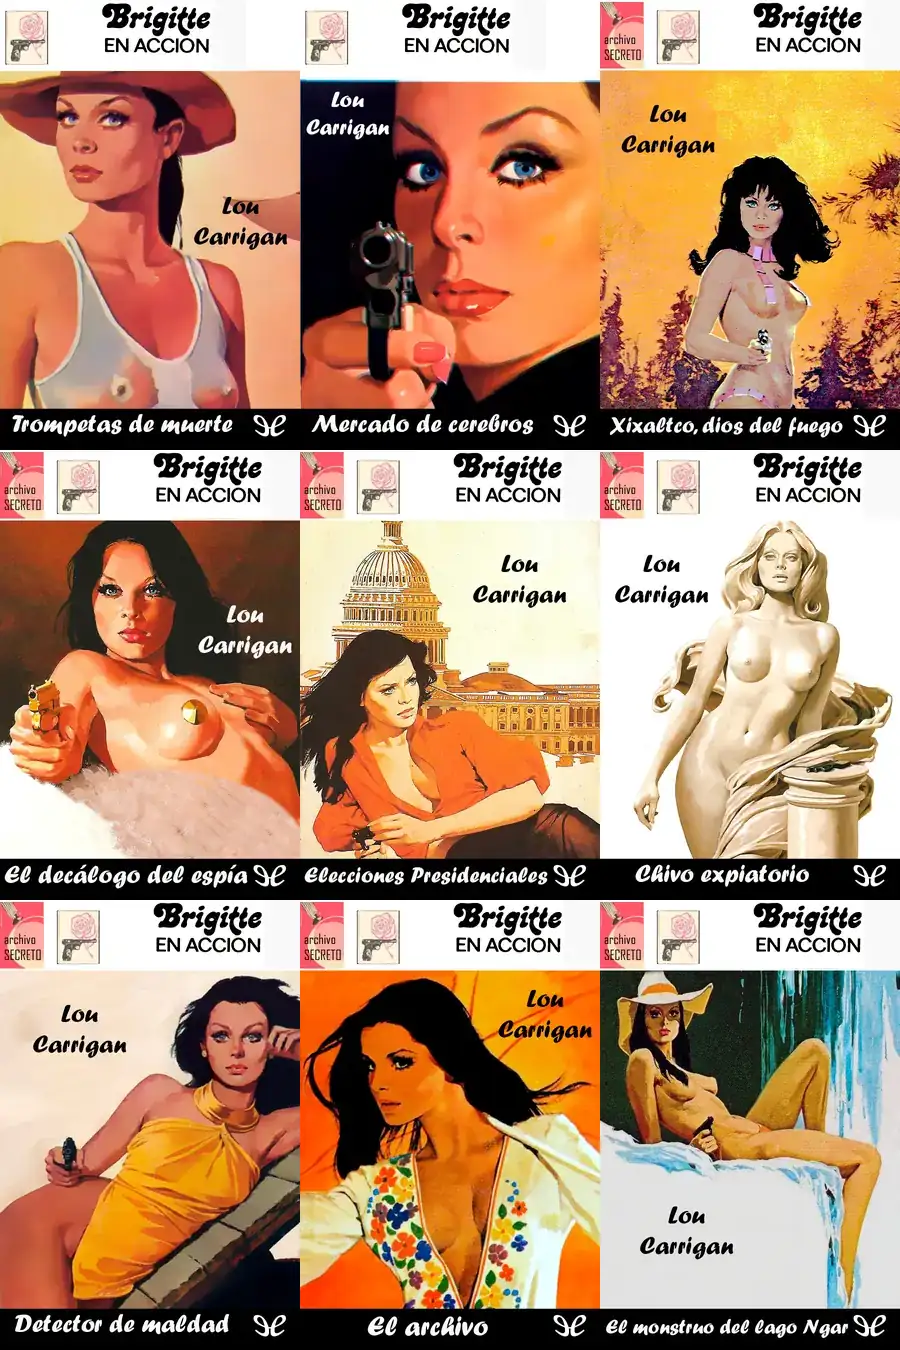 Brigitte
EN ACCION
Lou
Carrigan
Trompetas de muerte
Brigitte
EN ACCION
Lou
Carrigan
Mercado de cerebros
archivo
SECRETO
Brigitte
EN ACCION
Lou
Carrigan
Xixaltco, dios del fuego
archivo
SECRETO
Brigitte
EN ACCION
Lou
Carrigan
El decálogo del espía
archivo
SECRETO
Brigitte
EN ACCION
Lou
Carrigan
Elecciones Presidenciales
archivo
SECRETO
Brigitte
EN ACCION
Lou
Carrigan
Chivo expiatorio
archivo
SECRETO
Brigitte
EN ACCION
Lou
Carrigan
Detector de maldad
archivo
SECRETO
Brigitte
EN ACCION
Lou
Carrigan
El archivo
archivo
SECRETO
Brigitte
EN ACCION
Lou
Carrigan
El monstruo del lago Ngar